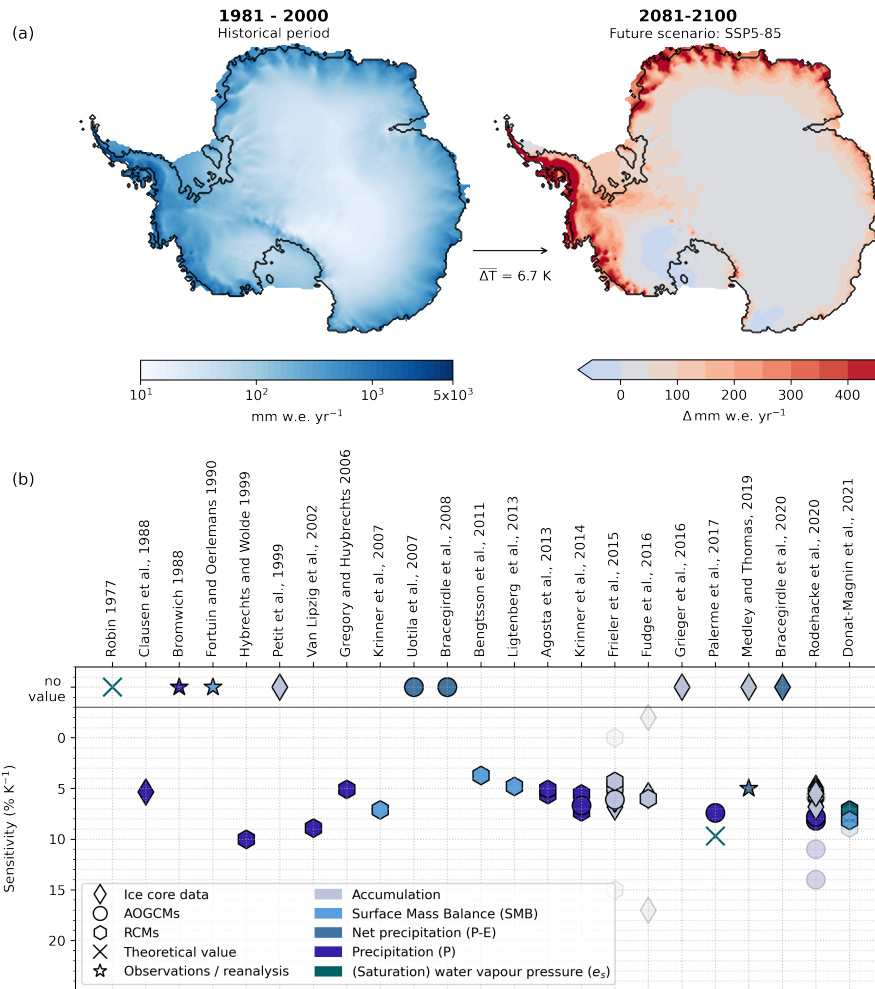 (a)
1981 - 2000
Historical period
2081-2100
Future scenario: SSP5-85
ΔT = 6.7 K
10¹ 10² 10³ 5x10³
mm w.e. yr⁻¹
0 100 200 300 400
Δ mm w.e. yr⁻¹
(b)
Robin 1977
Clausen et al., 1988
Bromwich 1988
Fortuin and Oerlemans 1990
Hybrechts and Wolde 1999
Petit et al., 1999
Van Lipzig et al., 2002
Gregory and Huybrechts 2006
Krinner et al., 2007
Uotila et al., 2007
Bracegirdle et al., 2008
Bengtsson et al., 2011
Ligtenberg et al., 2013
Agosta et al., 2013
Krinner et al., 2014
Frieler et al., 2015
Fudge et al., 2016
Grieger et al., 2016
Palerme et al., 2017
Medley and Thomas, 2019
Bracegirdle et al., 2020
Rodehacke et al., 2020
Donat-Magnin et al., 2021
no
value
0
5
10
15
20
Sensitivity (% K⁻¹)
Ice core data
AOGCMs
RCMs
Theoretical value
Observations / reanalysis
Accumulation
Surface Mass Balance (SMB)
Net precipitation (P-E)
Precipitation (P)
(Saturation) water vapour pressure (eₛ)